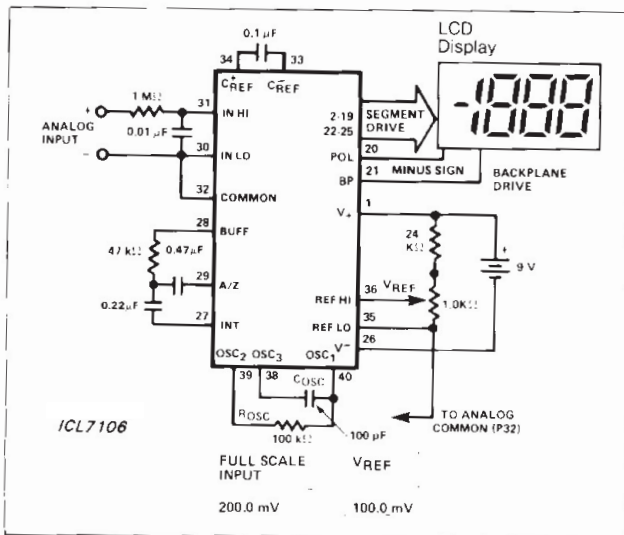 LCD
Display
0.1 µF
34 33
C+REF C−REF
1 MΩ
+ 31 IN HI
ANALOG
INPUT
0.01 µF
− 30 IN LO
32 COMMON
28 BUFF
47 kΩ
0.47µF
29 A/Z
0.22µF
27 INT
2-19
22-25
SEGMENT
DRIVE
20
POL
MINUS SIGN
21
BP
BACKPLANE
DRIVE
-1888
V+ 1
24
KΩ
+
9 V
REF HI 36 VREF
1.0KΩ
REF LO 35
V− 26
OSC2 OSC3 OSC1
39 38 40
COSC
ROSC
100 kΩ
100 pF
TO ANALOG
COMMON (P32)
ICL7106
FULL SCALE
INPUT
VREF
200.0 mV 100.0 mV